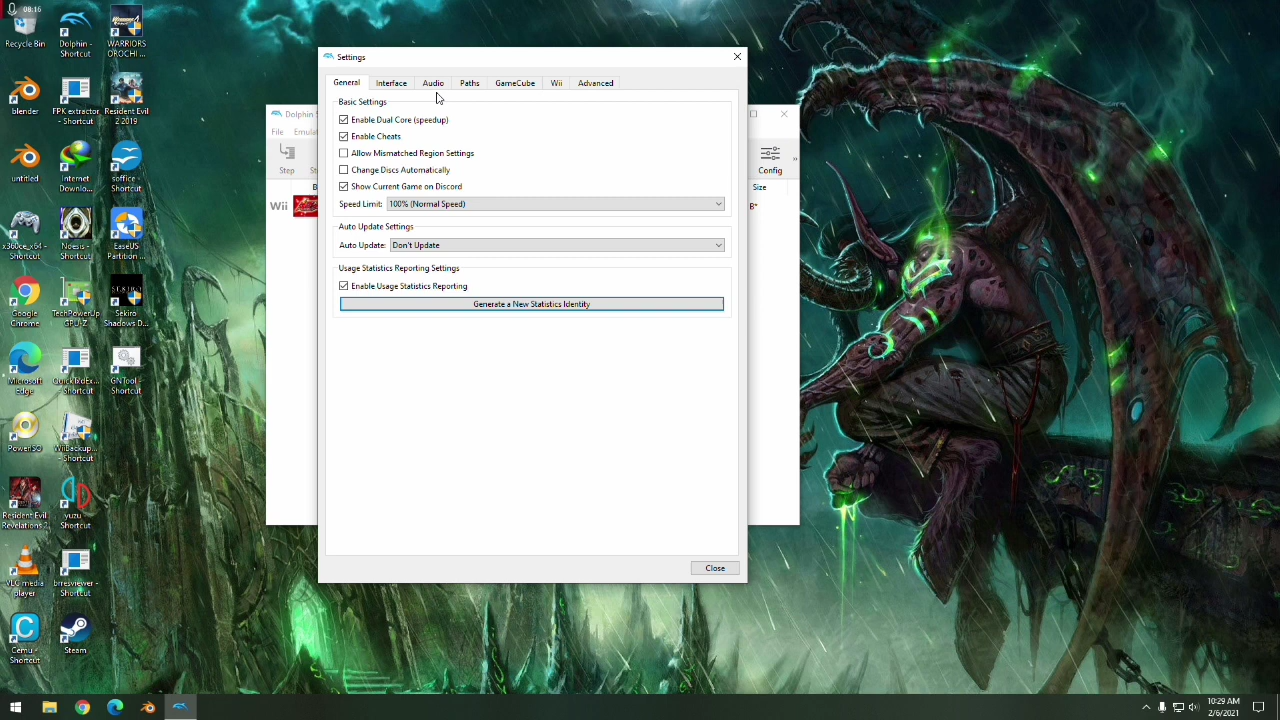 08:16
Recycle Bin
Dolphin -
Shortcut
WARRIORS
OROCHI ...
blender
FPK extractor
- Shortcut
Resident Evil
2 2019
untitled
Internet
Downlo...
soffice -
Shortcut
x360ce_x64 -
Shortcut
Ndesis -
Shortcut
EaseUS
Partition ...
Google
Chrome
TechPowerUp
GPU-Z
Sekiro
Shadows D...
Microsoft
Edge
- Shortcut
GNTool -
Shortcut
PowerISO
WiiBackup...
- Shortcut
Resident Evil
Revelations 2
yuzu -
Shortcut
VLC media
player
brresviewer -
Shortcut
Cemu -
Shortcut
Steam
Settings
General
Interface
Audio
Paths
GameCube
Wii
Advanced
Basic Settings
Enable Dual Core (speedup)
Enable Cheats
Allow Mismatched Region Settings
Change Discs Automatically
Show Current Game on Discord
Speed Limit: 100% (Normal Speed)
Auto Update Settings
Auto Update: Don't Update
Usage Statistics Reporting Settings
Enable Usage Statistics Reporting
Generate a New Statistics Identity
Close
Dolphin
File
Step
Config
Size
Wii
10:29 AM
2/6/2021